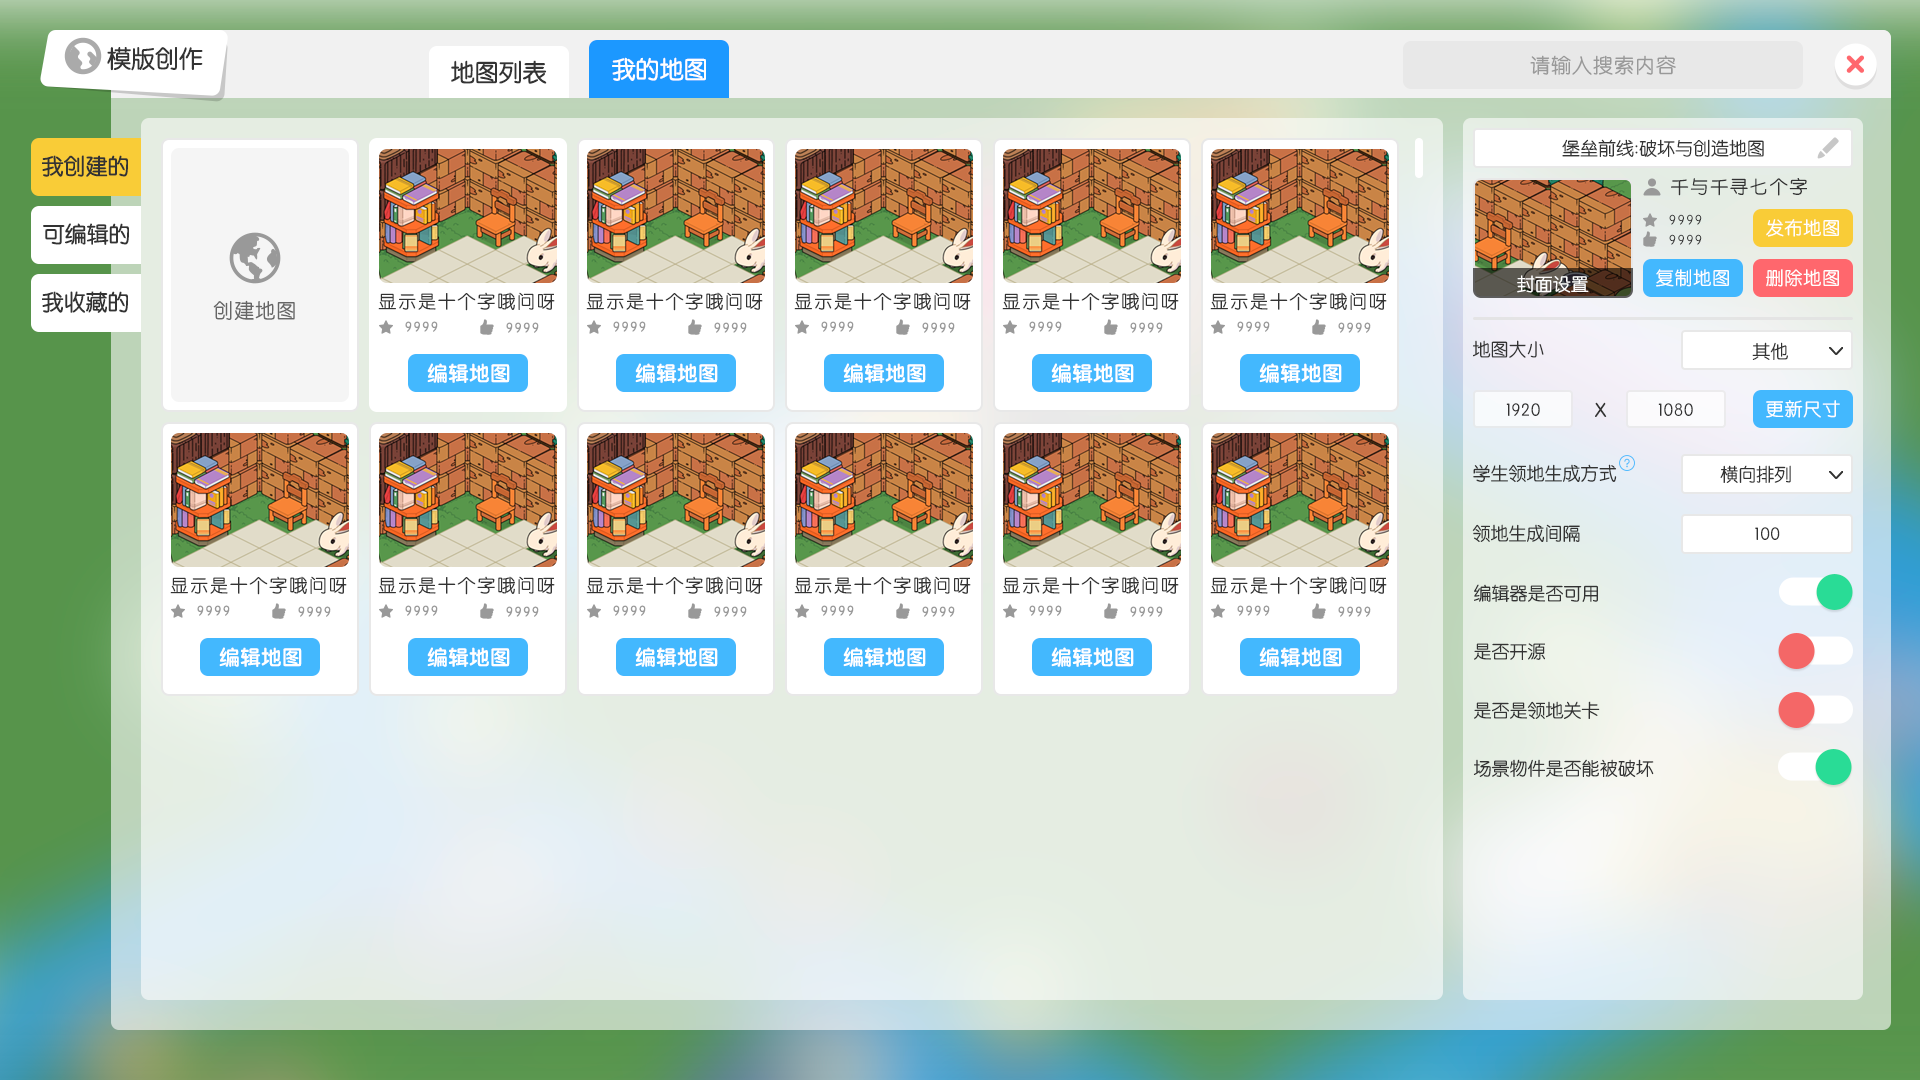 模版创作
地图列表
我的地图
请输入搜索内容
我创建的
可编辑的
我收藏的
创建地图
显示是十个字哦问呀
9999 9999
编辑地图
显示是十个字哦问呀
9999 9999
编辑地图
显示是十个字哦问呀
9999 9999
编辑地图
显示是十个字哦问呀
9999 9999
编辑地图
显示是十个字哦问呀
9999 9999
编辑地图
显示是十个字哦问呀
9999 9999
编辑地图
显示是十个字哦问呀
9999 9999
编辑地图
显示是十个字哦问呀
9999 9999
编辑地图
显示是十个字哦问呀
9999 9999
编辑地图
显示是十个字哦问呀
9999 9999
编辑地图
显示是十个字哦问呀
9999 9999
编辑地图
堡垒前线:破坏与创造地图
千与千寻七个字
9999
9999
发布地图
封面设置
复制地图
删除地图
地图大小
其他
1920 X 1080
更新尺寸
学生领地生成方式?
横向排列
领地生成间隔
100
编辑器是否可用
是否开源
是否是领地关卡
场景物件是否能被破坏